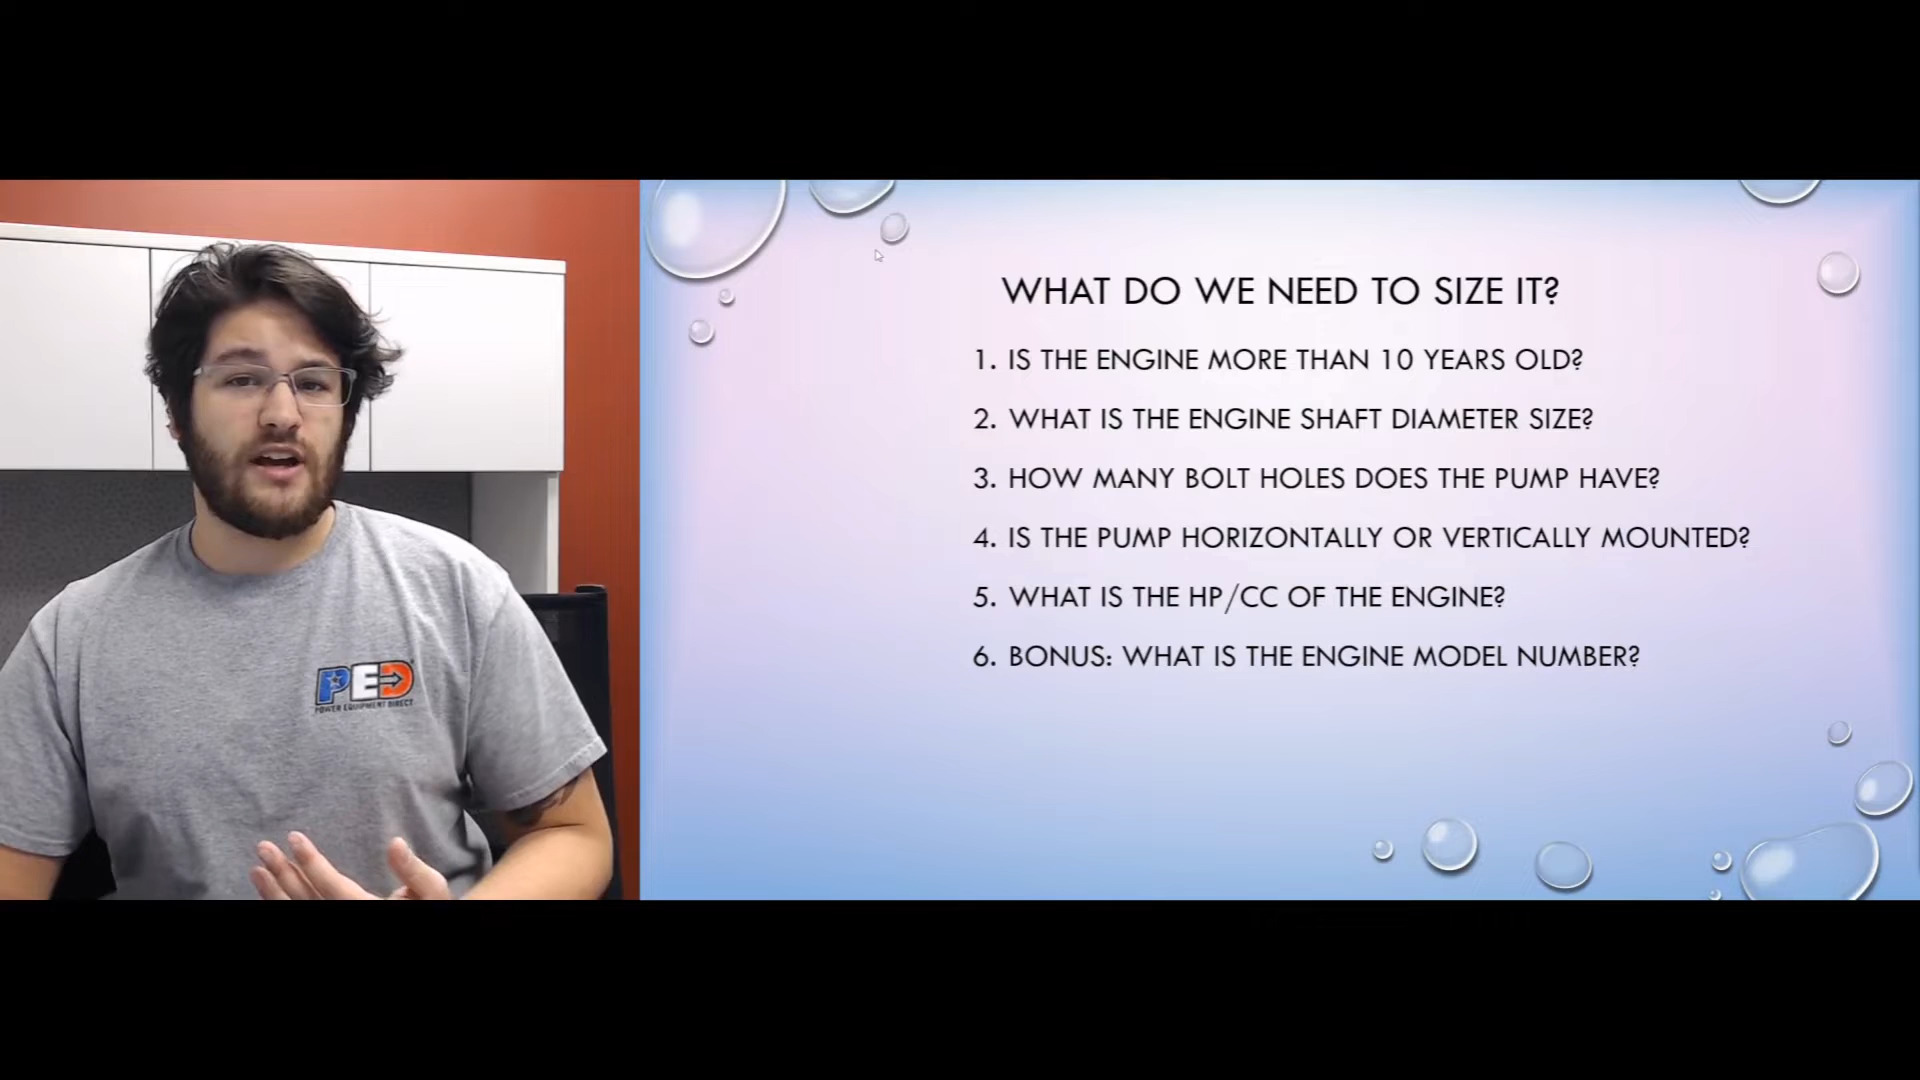 WHAT DO WE NEED TO SIZE IT?
1. IS THE ENGINE MORE THAN 10 YEARS OLD?
2. WHAT IS THE ENGINE SHAFT DIAMETER SIZE?
3. HOW MANY BOLT HOLES DOES THE PUMP HAVE?
4. IS THE PUMP HORIZONTALLY OR VERTICALLY MOUNTED?
5. WHAT IS THE HP/CC OF THE ENGINE?
6. BONUS: WHAT IS THE ENGINE MODEL NUMBER?
PED
POWER EQUIPMENT DIRECT